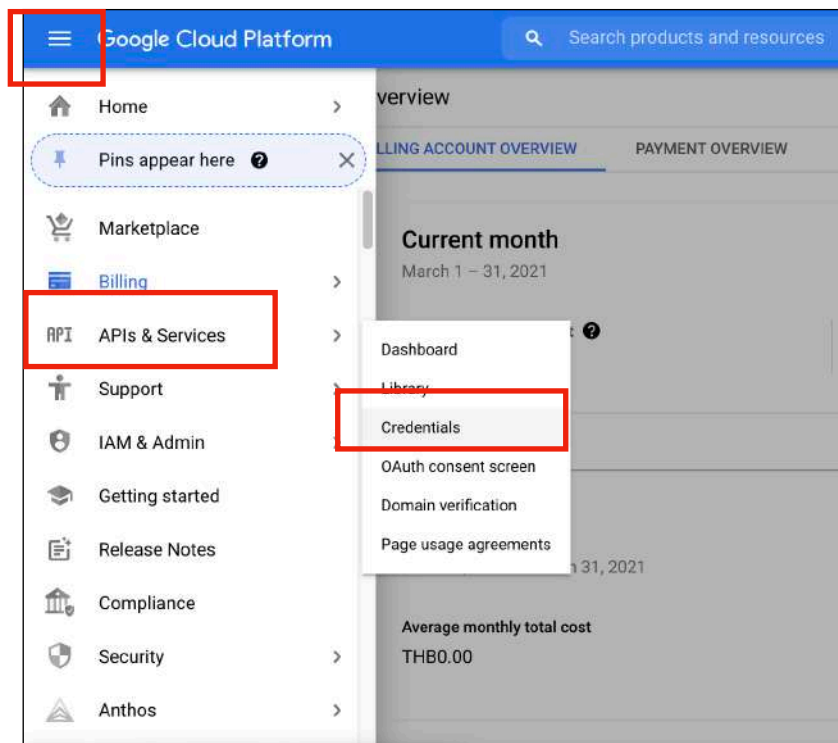 Google Cloud Platform
Search products and resources
Home
Pins appear here
Marketplace
Billing
API APIs & Services
Support
IAM & Admin
Getting started
Release Notes
Compliance
Security
Anthos
verview
LLING ACCOUNT OVERVIEW
PAYMENT OVERVIEW
Current month
March 1 – 31, 2021
Dashboard
Library
Credentials
OAuth consent screen
Domain verification
Page usage agreements
31, 2021
Average monthly total cost
THB0.00